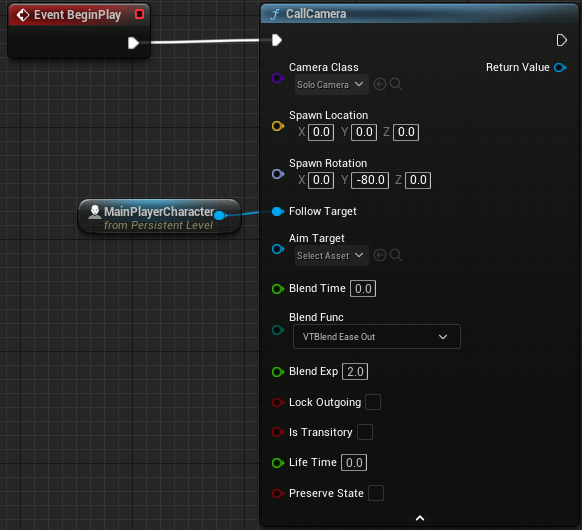 Event BeginPlay
CallCamera
Camera Class
Return Value
Solo Camera
Spawn Location
X 0.0 Y 0.0 Z 0.0
Spawn Rotation
X 0.0 Y -80.0 Z 0.0
MainPlayerCharacter
from Persistent Level
Follow Target
Aim Target
Select Asset
Blend Time 0.0
Blend Func
VTBlend Ease Out
Blend Exp 2.0
Lock Outgoing
Is Transitory
Life Time 0.0
Preserve State